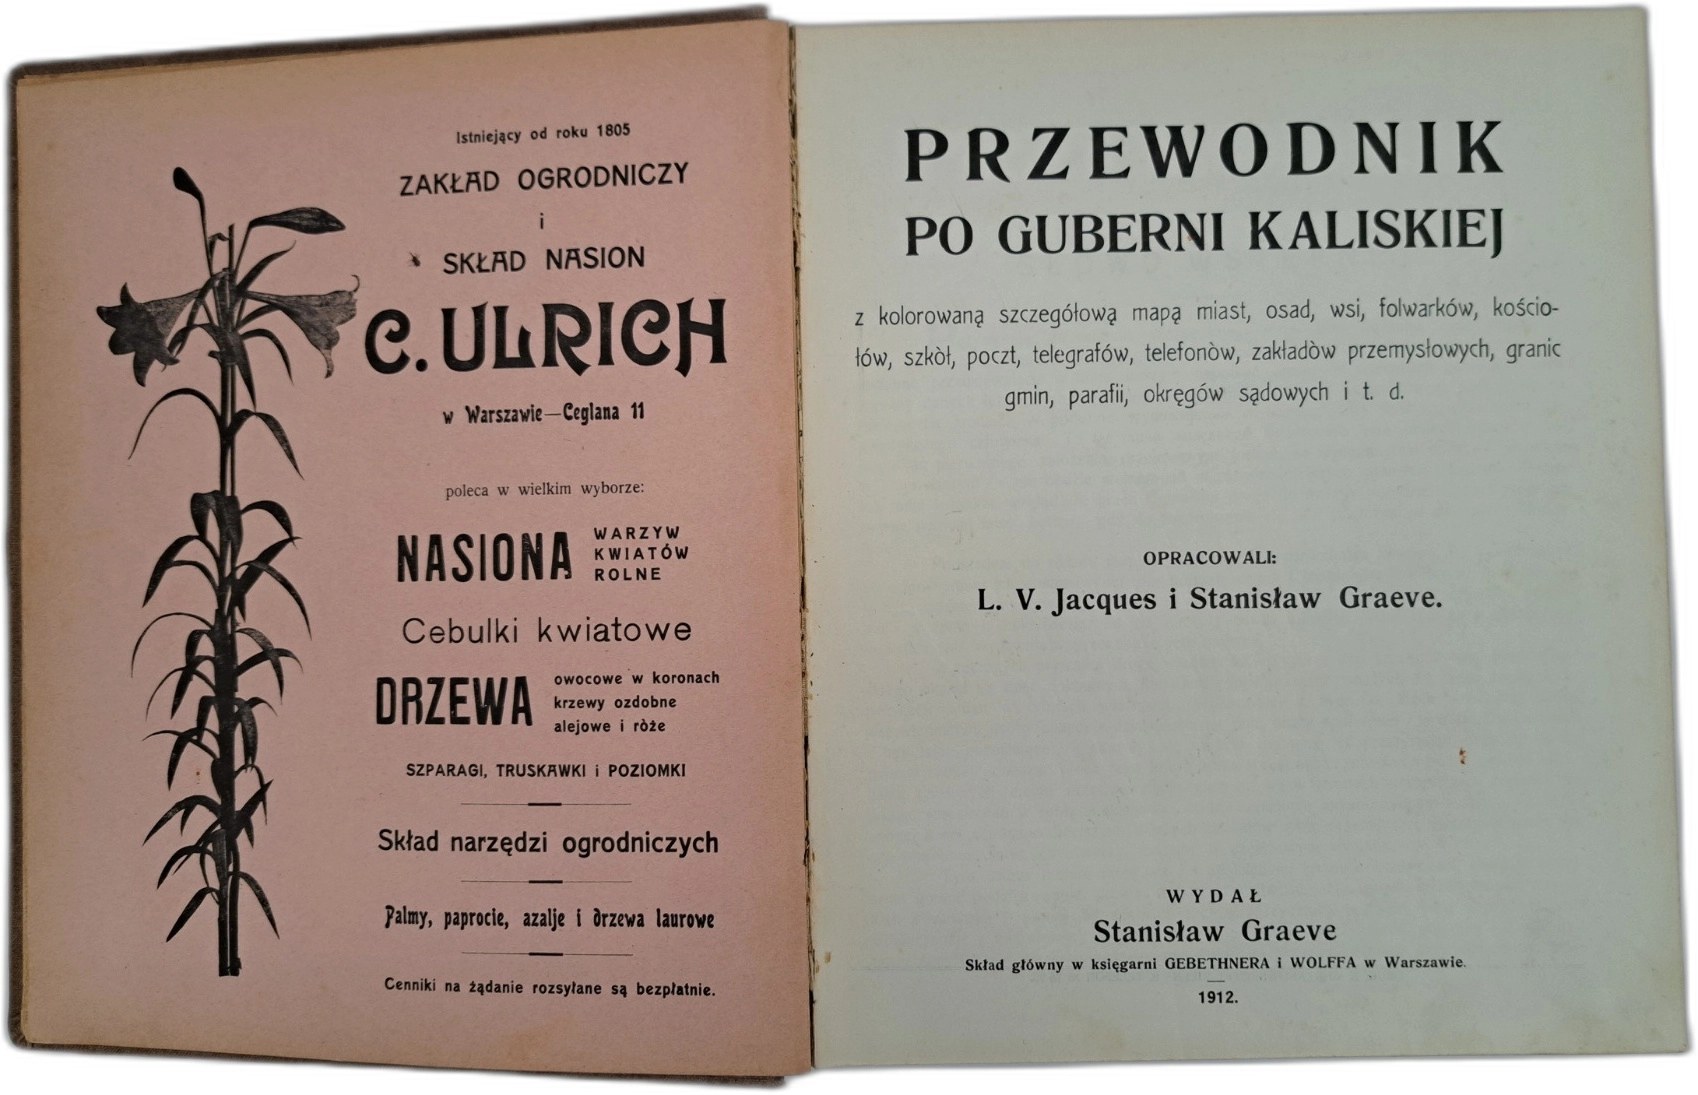 Istniejący od roku 1805
ZAKŁAD OGRODNICZY
i
SKŁAD NASION
C. ULRICH
w Warszawie—Ceglana 11
poleca w wielkim wyborze:
NASIONA
WARZYW
KWIATÓW
ROLNE
Cebulki kwiatowe
DRZEWA
owocowe w koronach
krzewy ozdobne
alejowe i ròże
SZPARAGI, TRUSKAWKI i POZIOMKI
Skład narzędzi ogrodniczych
Palmy, paprocie, azalje i drzewa laurowe
Cenniki na żądanie rozsyłane są bezpłatnie.
PRZEWODNIK
PO GUBERNI KALISKIEJ
z kolorowaną szczegółową mapą miast, osad, wsi, folwarków, kościo-
łów, szkòł, poczt, telegrafów, telefonòw, zakładòw przemysłowych, granic
gmin, parafii, okręgów sądowych i t. d.
OPRACOWALI:
L. V. Jacques i Stanisław Graeve.
WYDAŁ
Stanisław Graeve
Skład główny w księgarni GEBETHNERA i WOLFFA w Warszawie.
1912.